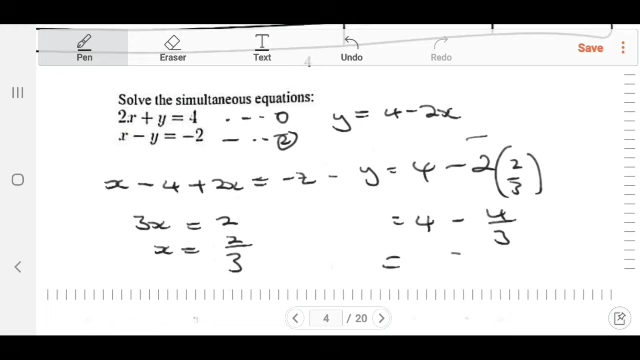 Pen
Eraser
Text
Undo
Redo
Save
Solve the simultaneous equations:
2x + y = 4 . - - - ①
y = 4 - 2x
x - y = -2 - . . - ②
x - 4 + 2x = -2 -
y = 4 - 2(2/3)
3x = 2
= 4 - 4/3
x = 2/3
=
4 / 20